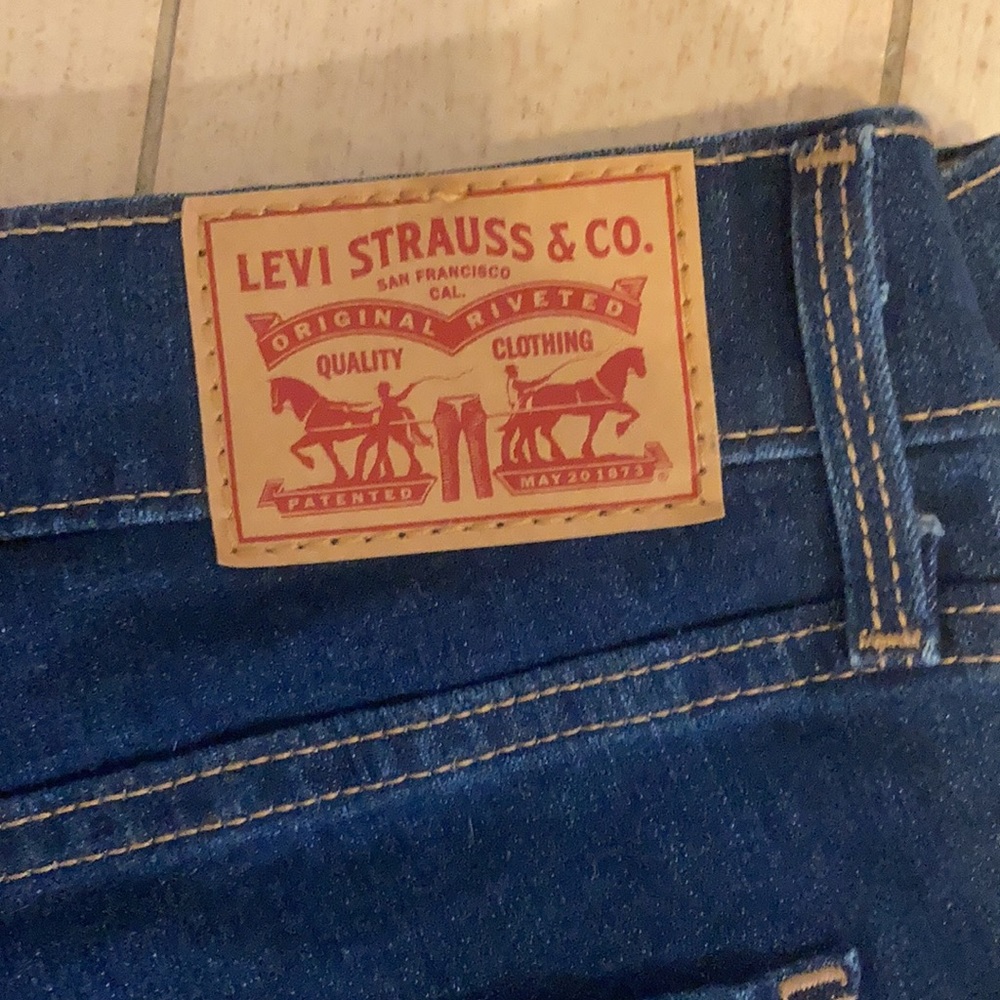 LEVI STRAUSS & CO.
SAN FRANCISCO
CAL.
ORIGINAL RIVETED
QUALITY CLOTHING
PATENTED MAY 20 1873
®